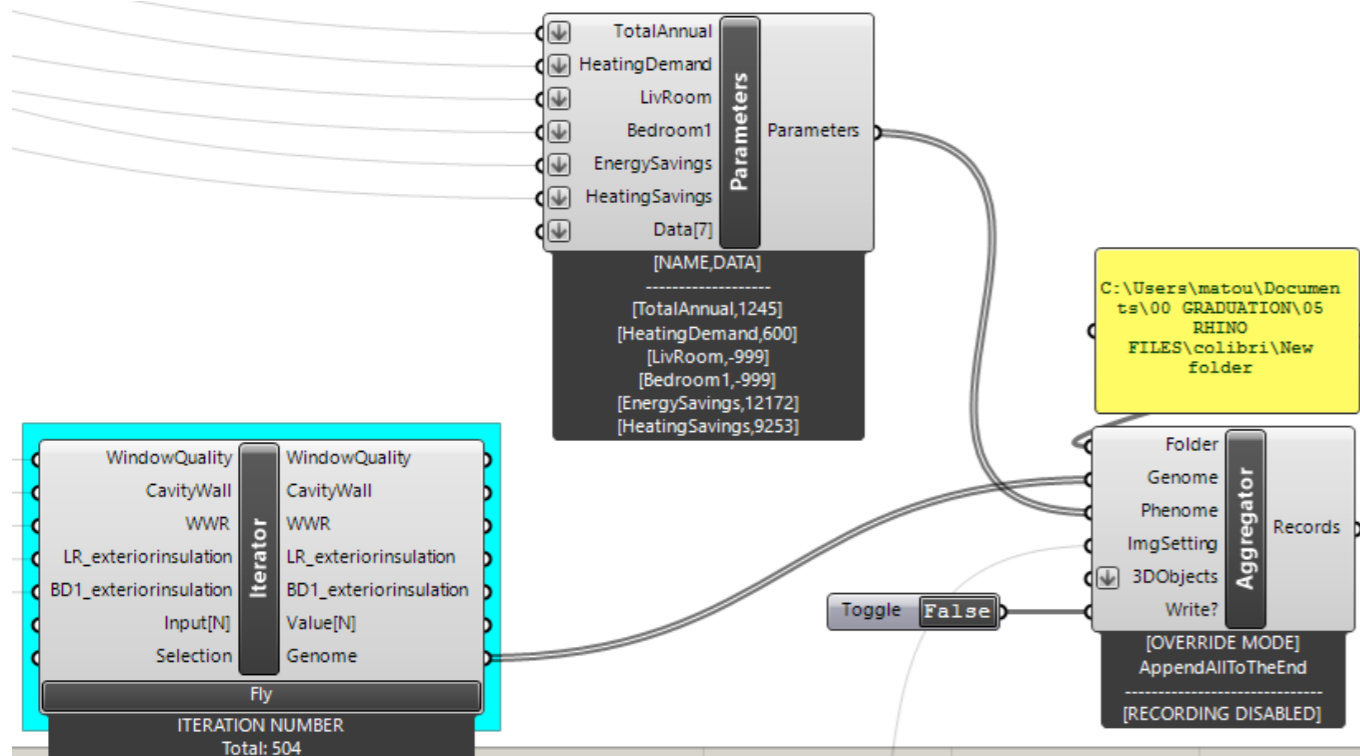 TotalAnnual
HeatingDemand
LivRoom
Bedroom1
EnergySavings
HeatingSavings
Data[7]
Parameters
Parameters
[NAME,DATA]
--------------------
[TotalAnnual,1245]
[HeatingDemand,600]
[LivRoom,-999]
[Bedroom1,-999]
[EnergySavings,12172]
[HeatingSavings,9253]
C:\Users\matou\Documen
ts\00 GRADUATION\05
RHINO
FILES\colibri\New
folder
WindowQuality
CavityWall
WWR
LR_exteriorinsulation
BD1_exteriorinsulation
Input[N]
Selection
Iterator
WindowQuality
CavityWall
WWR
LR_exteriorinsulation
BD1_exteriorinsulation
Value[N]
Genome
Fly
ITERATION NUMBER
Total: 504
Toggle False
Folder
Genome
Phenome
ImgSetting
3DObjects
Write?
Aggregator
Records
[OVERRIDE MODE]
AppendAllToTheEnd
------------------------------
[RECORDING DISABLED]